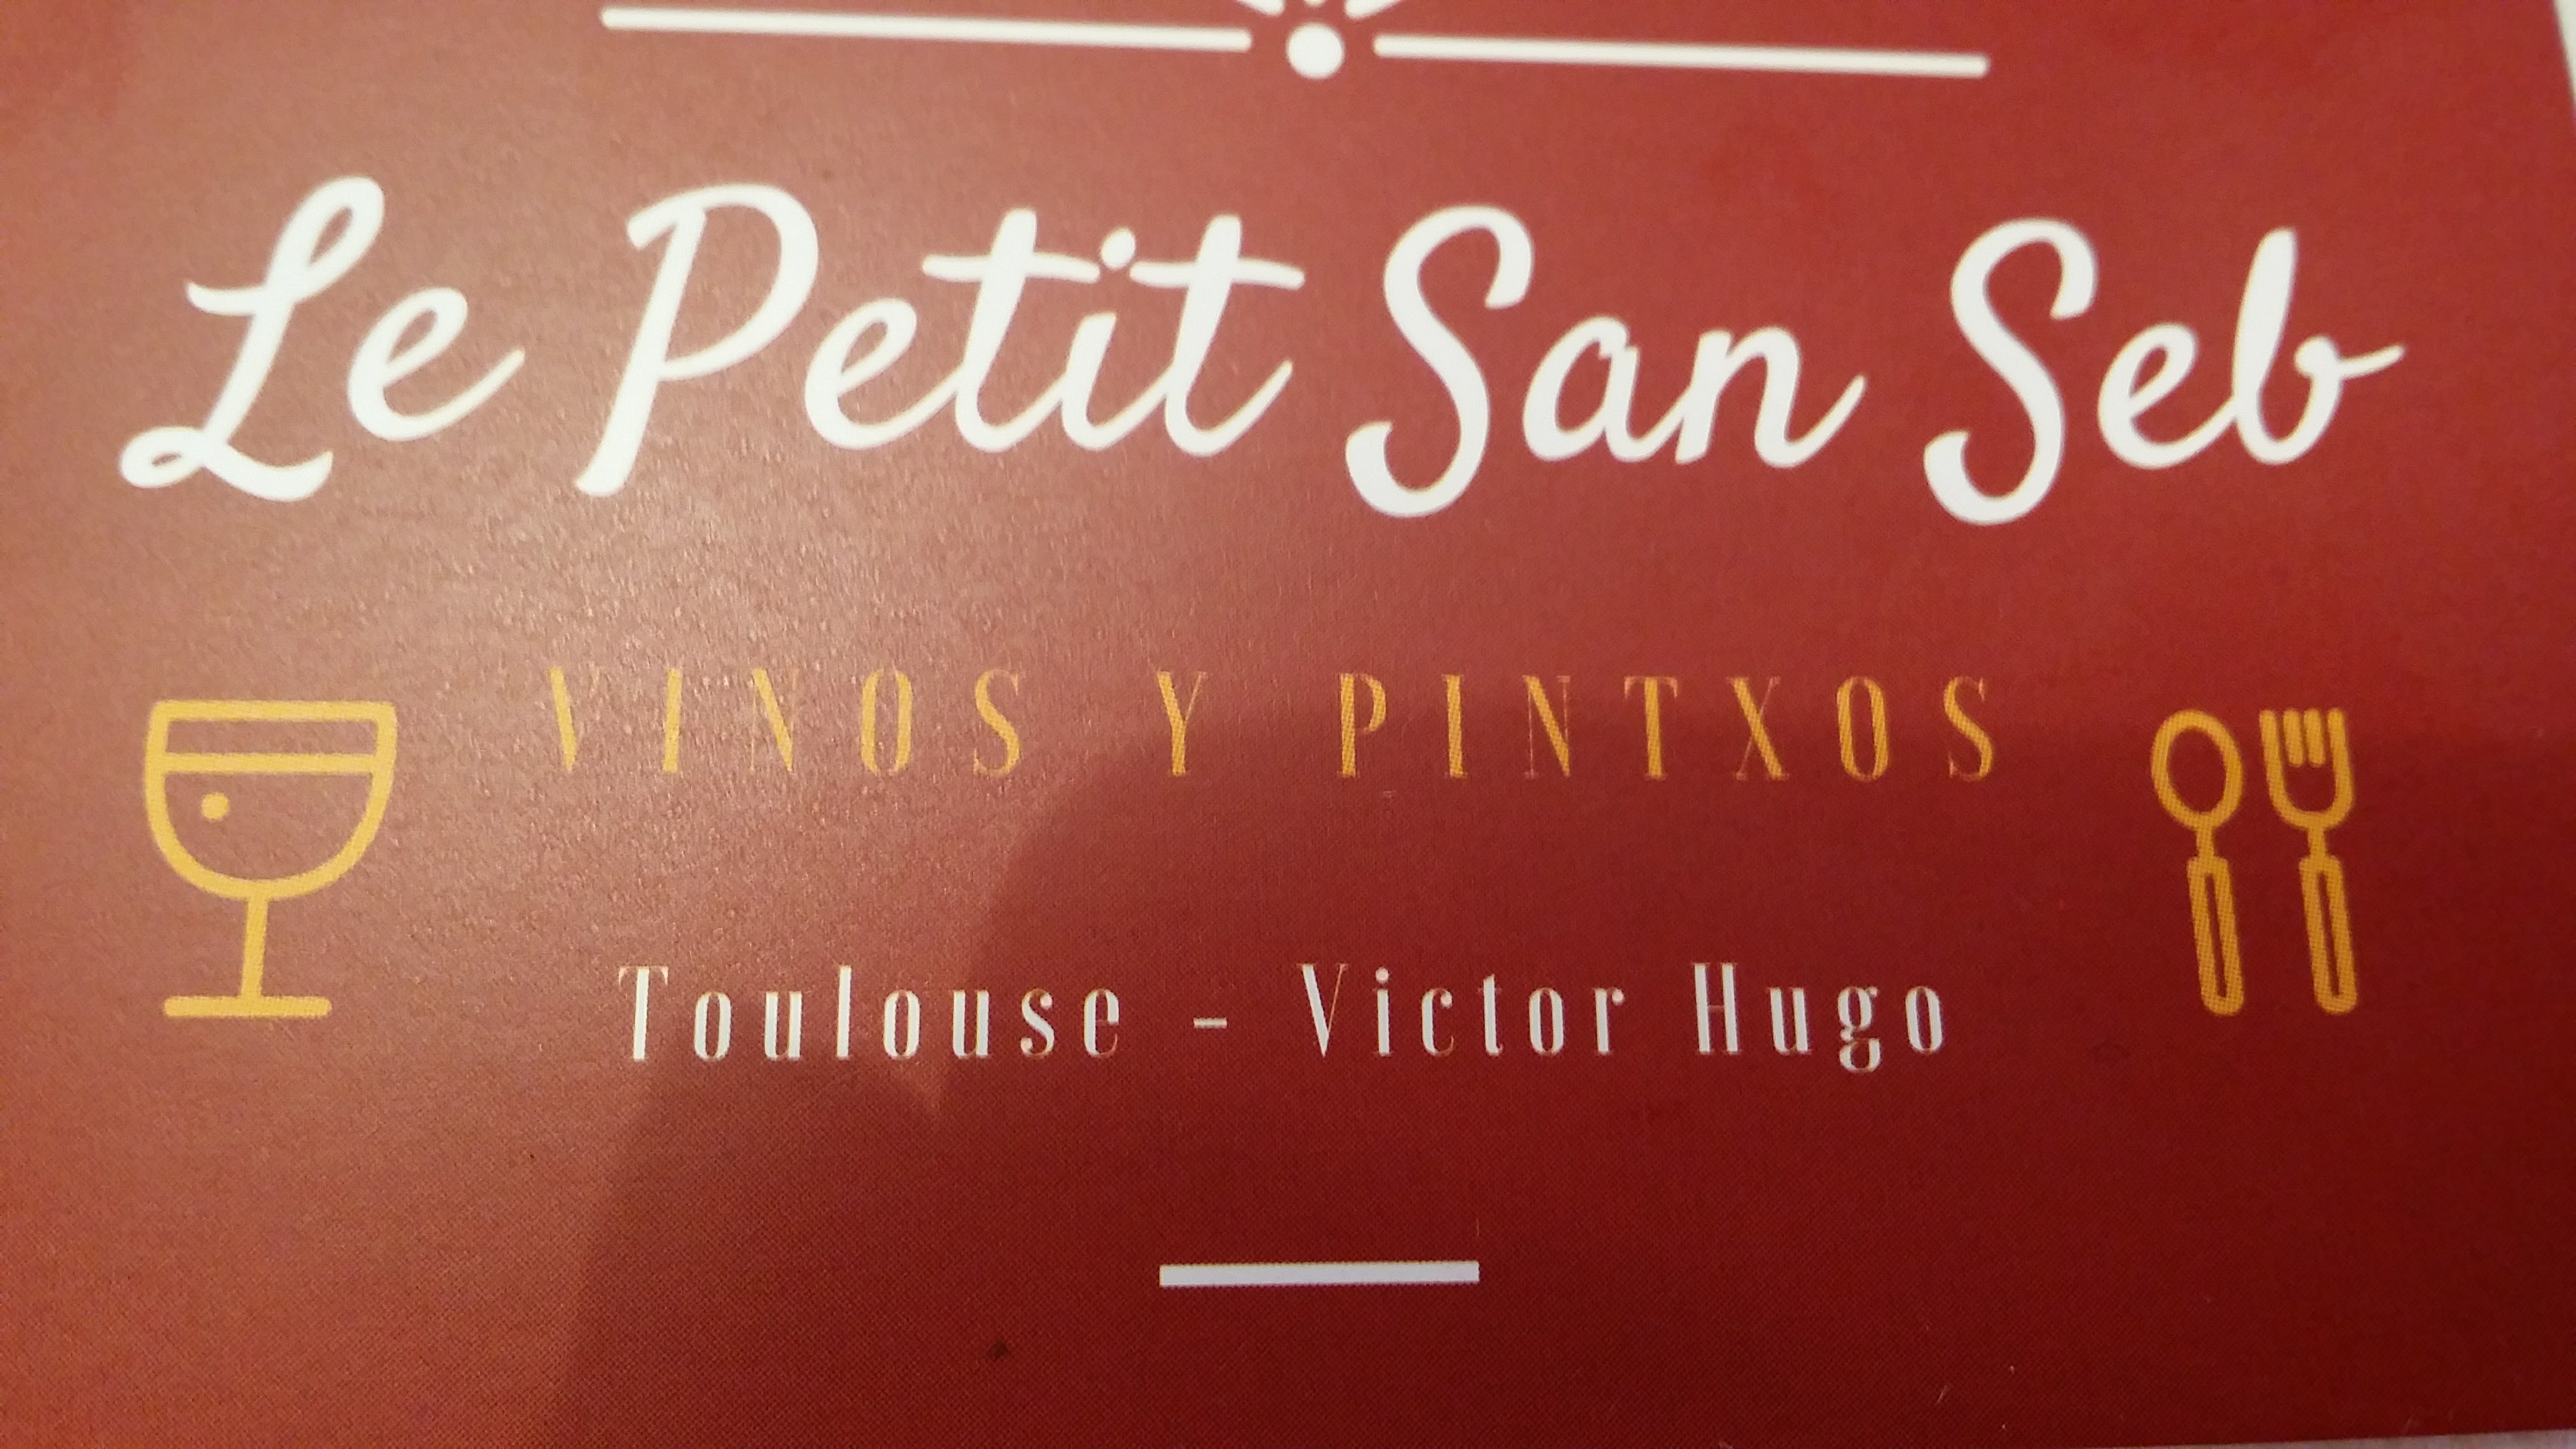 Le Petit San Seb
VINOS Y PINTXOS
Toulouse - Victor Hugo